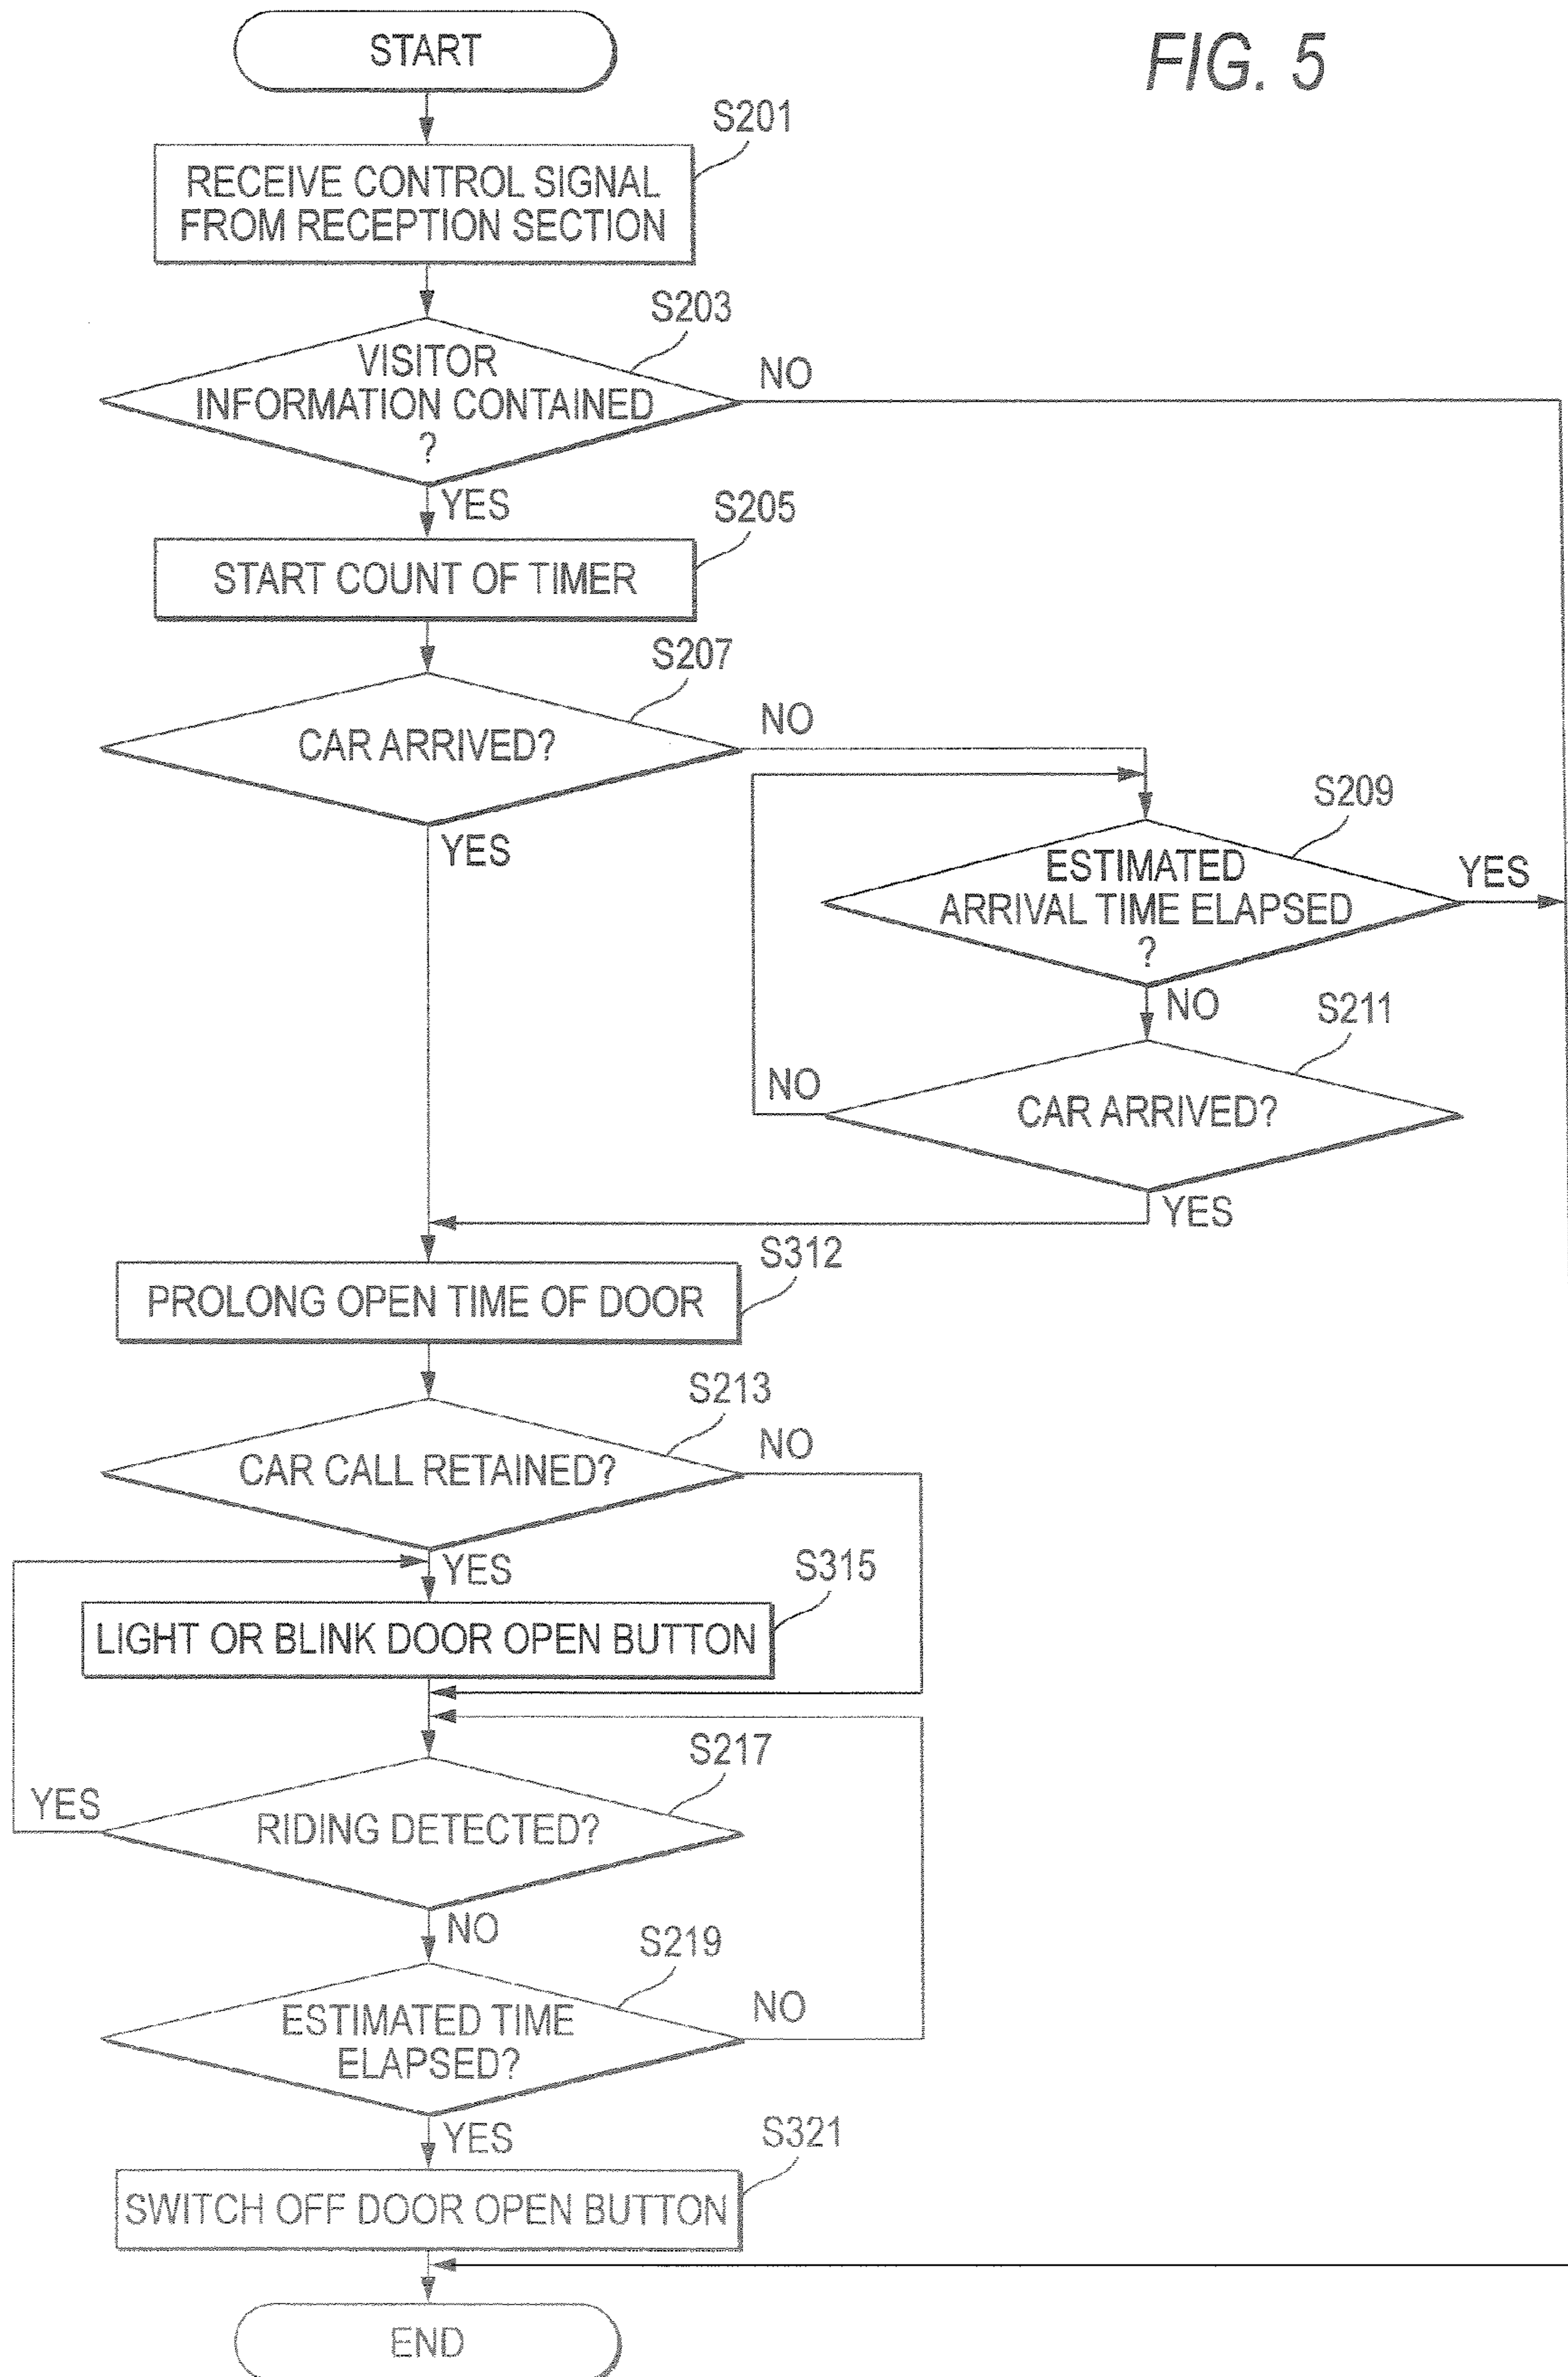 FIG. 5
START
S201
RECEIVE CONTROL SIGNAL
FROM RECEPTION SECTION
S203
VISITOR
INFORMATION CONTAINED
?
NO
YES
S205
START COUNT OF TIMER
S207
CAR ARRIVED?
NO
YES
S209
ESTIMATED
ARRIVAL TIME ELAPSED
?
YES
NO
S211
CAR ARRIVED?
NO
YES
S312
PROLONG OPEN TIME OF DOOR
S213
CAR CALL RETAINED?
NO
YES
S315
LIGHT OR BLINK DOOR OPEN BUTTON
S217
RIDING DETECTED?
YES
NO
S219
ESTIMATED TIME
ELAPSED?
NO
YES
S321
SWITCH OFF DOOR OPEN BUTTON
END